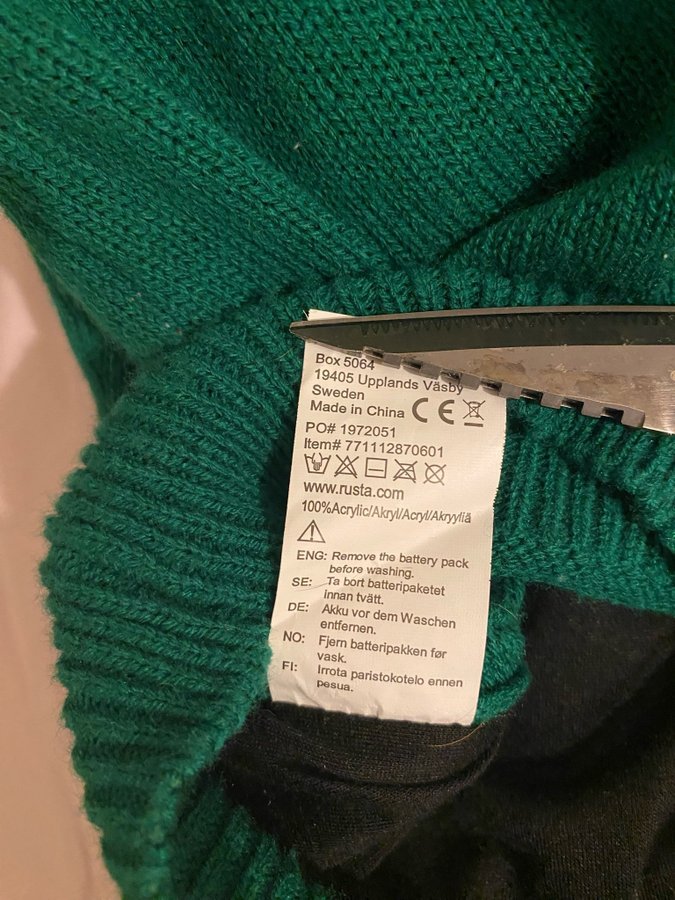 Box 5064
19405 Upplands Väsby
Sweden
Made in China CE
PO# 1972051
Item# 771112870601
www.rusta.com
100%Acrylic/Akryl/Acryl/Akryyliä
ENG: Remove the battery pack
before washing.
SE: Ta bort batteripaketet
innan tvätt.
DE: Akku vor dem Waschen
entfernen.
NO: Fjern batteripakken før
vask.
FI: Irrota paristokotelo ennen
pesua.